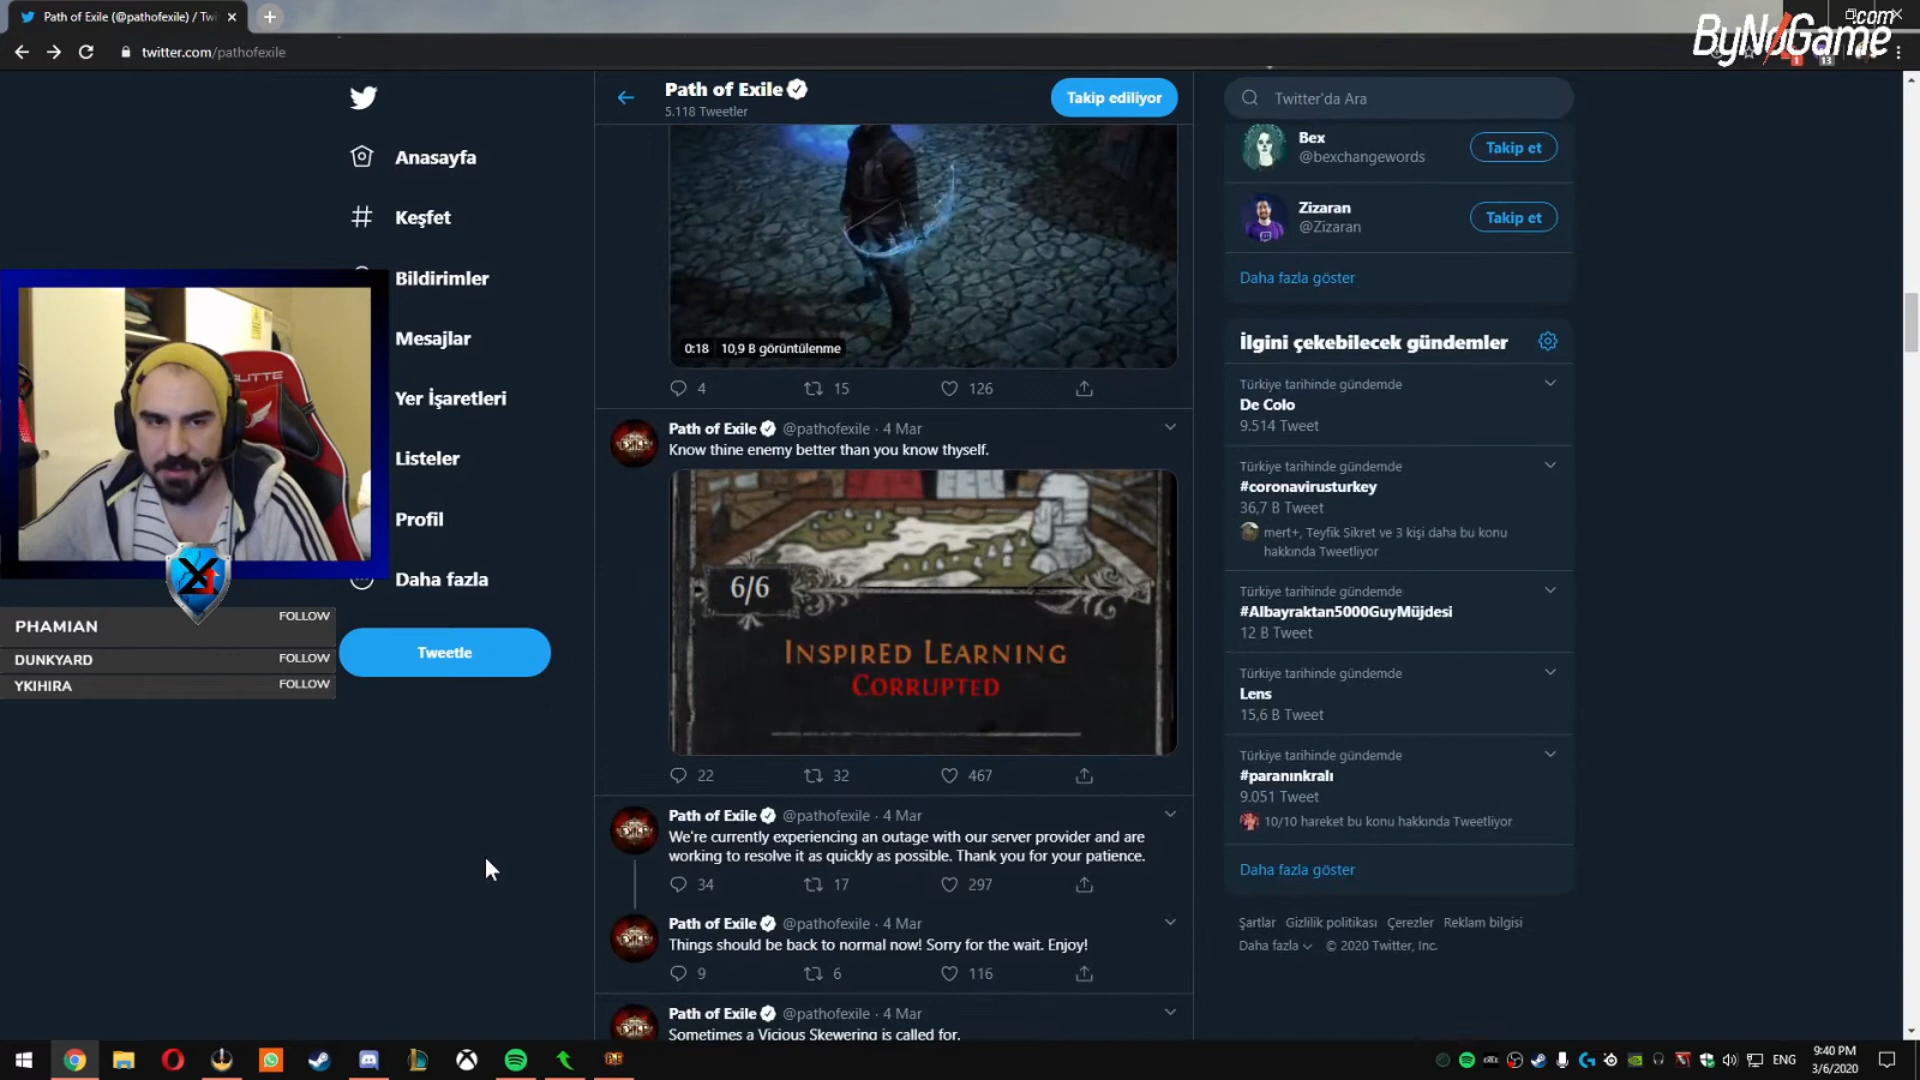 Path of Exile (@pathofexile) / Twi
.com
ByNoGame
twitter.com/pathofexile
1
13
Anasayfa
Keşfet
Bildirimler
Mesajlar
Yer İşaretleri
Listeler
Profil
Daha fazla
Tweetle
PHAMIAN FOLLOW
DUNKYARD FOLLOW
YKIHIRA FOLLOW
Path of Exile
5.118 Tweetler
Takip ediliyor
0:18 10,9 B görüntülenme
4 15 126
Path of Exile @pathofexile · 4 Mar
Know thine enemy better than you know thyself.
6/6
INSPIRED LEARNING
CORRUPTED
22 32 467
Path of Exile @pathofexile · 4 Mar
We're currently experiencing an outage with our server provider and are
working to resolve it as quickly as possible. Thank you for your patience.
34 17 297
Path of Exile @pathofexile · 4 Mar
Things should be back to normal now! Sorry for the wait. Enjoy!
9 6 116
Path of Exile @pathofexile · 4 Mar
Sometimes a Vicious Skewering is called for.
Twitter'da Ara
Bex
@bexchangewords
Takip et
Zizaran
@Zizaran
Takip et
Daha fazla göster
İlgini çekebilecek gündemler
Türkiye tarihinde gündemde
De Colo
9.514 Tweet
Türkiye tarihinde gündemde
#coronavirusturkey
36,7 B Tweet
mert+, Teyfik Sikret ve 3 kişi daha bu konu
hakkında Tweetliyor
Türkiye tarihinde gündemde
#Albayraktan5000GuyMüjdesi
12 B Tweet
Türkiye tarihinde gündemde
Lens
15,6 B Tweet
Türkiye tarihinde gündemde
#paranınkralı
9.051 Tweet
10/10 hareket bu konu hakkında Tweetliyor
Daha fazla göster
Şartlar Gizlilik politikası Çerezler Reklam bilgisi
Daha fazla © 2020 Twitter, Inc.
ENG
9:40 PM
3/6/2020